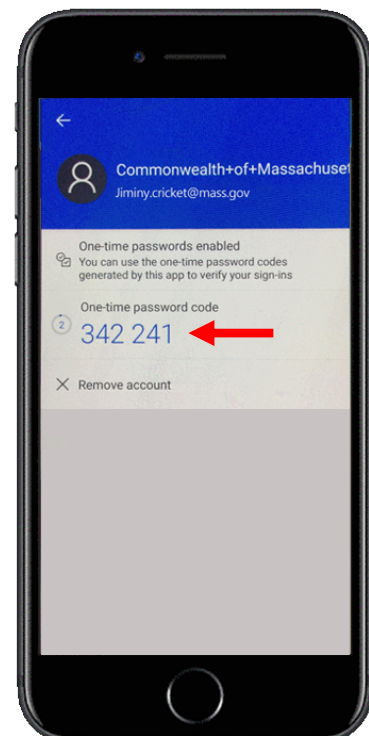 Commonwealth+of+Massachuset
Jiminy.cricket@mass.gov
One-time passwords enabled
You can use the one-time password codes
generated by this app to verify your sign-ins
One-time password code
2
342 241
Remove account